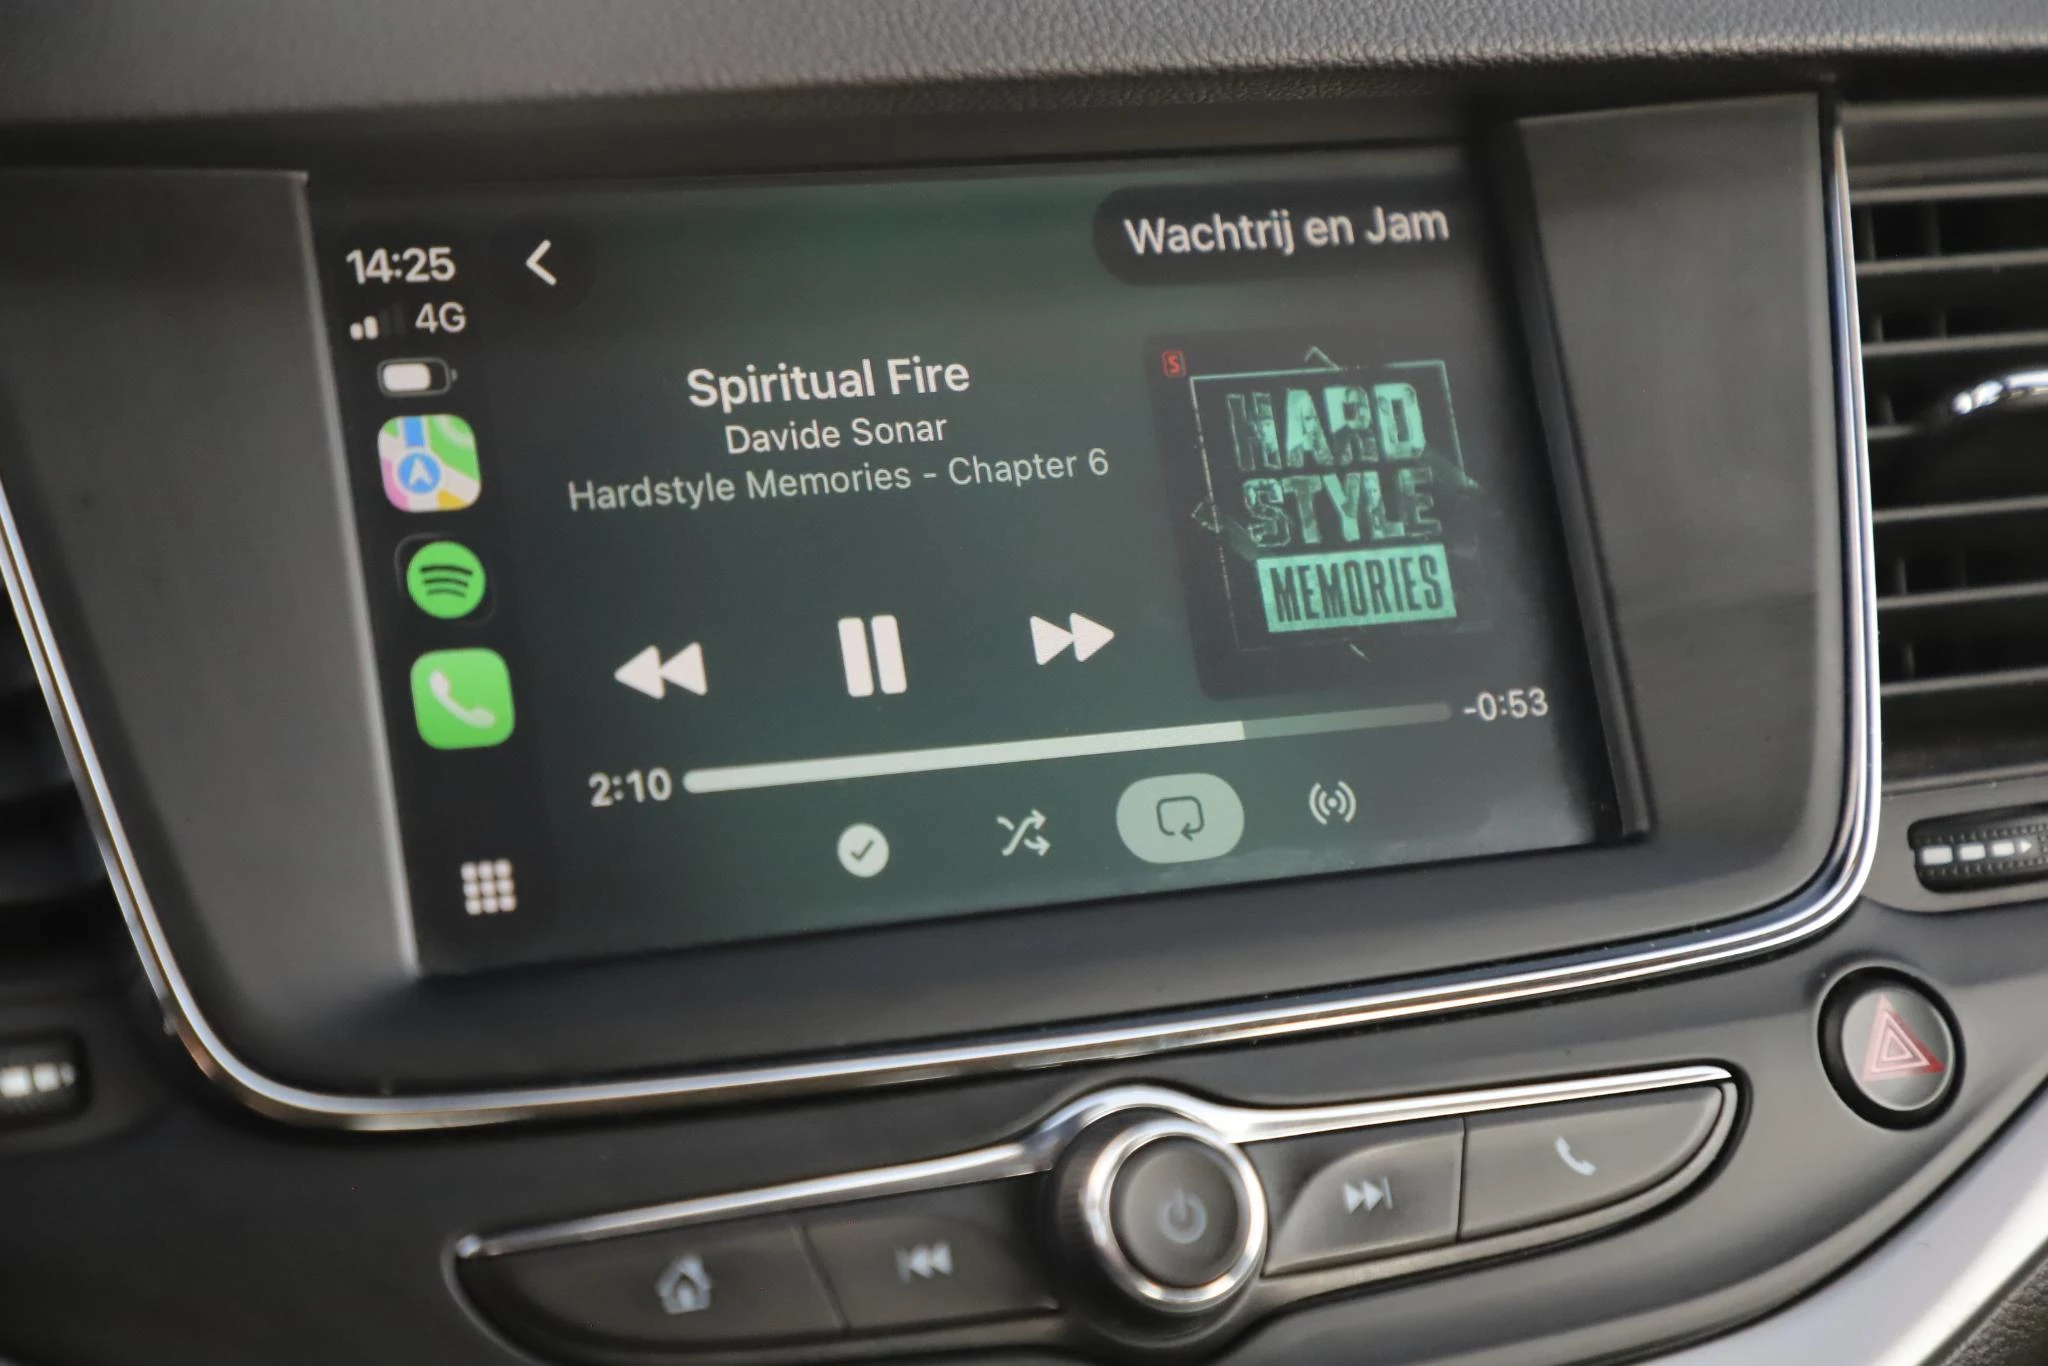 14:25
4G
Wachtrij en Jam
Spiritual Fire
Davide Sonar
Hardstyle Memories - Chapter 6
S
HARD
STYLE
MEMORIES
2:10
-0:53